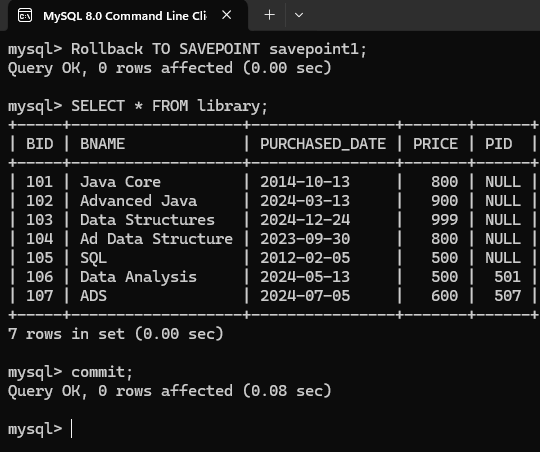 MySQL 8.0 Command Line Cli
mysql> Rollback TO SAVEPOINT savepoint1;
Query OK, 0 rows affected (0.00 sec)
mysql> SELECT * FROM library;
+-----+-------------------+----------------+-------+------+
| BID | BNAME             | PURCHASED_DATE | PRICE | PID  |
+-----+-------------------+----------------+-------+------+
| 101 | Java Core         | 2014-10-13     |   800 | NULL |
| 102 | Advanced Java     | 2024-03-13     |   900 | NULL |
| 103 | Data Structures   | 2024-12-24     |   999 | NULL |
| 104 | Ad Data Structure | 2023-09-30     |   800 | NULL |
| 105 | SQL               | 2012-02-05     |   500 | NULL |
| 106 | Data Analysis     | 2024-05-13     |   500 |  501 |
| 107 | ADS               | 2024-07-05     |   600 |  507 |
+-----+-------------------+----------------+-------+------+
7 rows in set (0.00 sec)
mysql> commit;
Query OK, 0 rows affected (0.08 sec)
mysql>